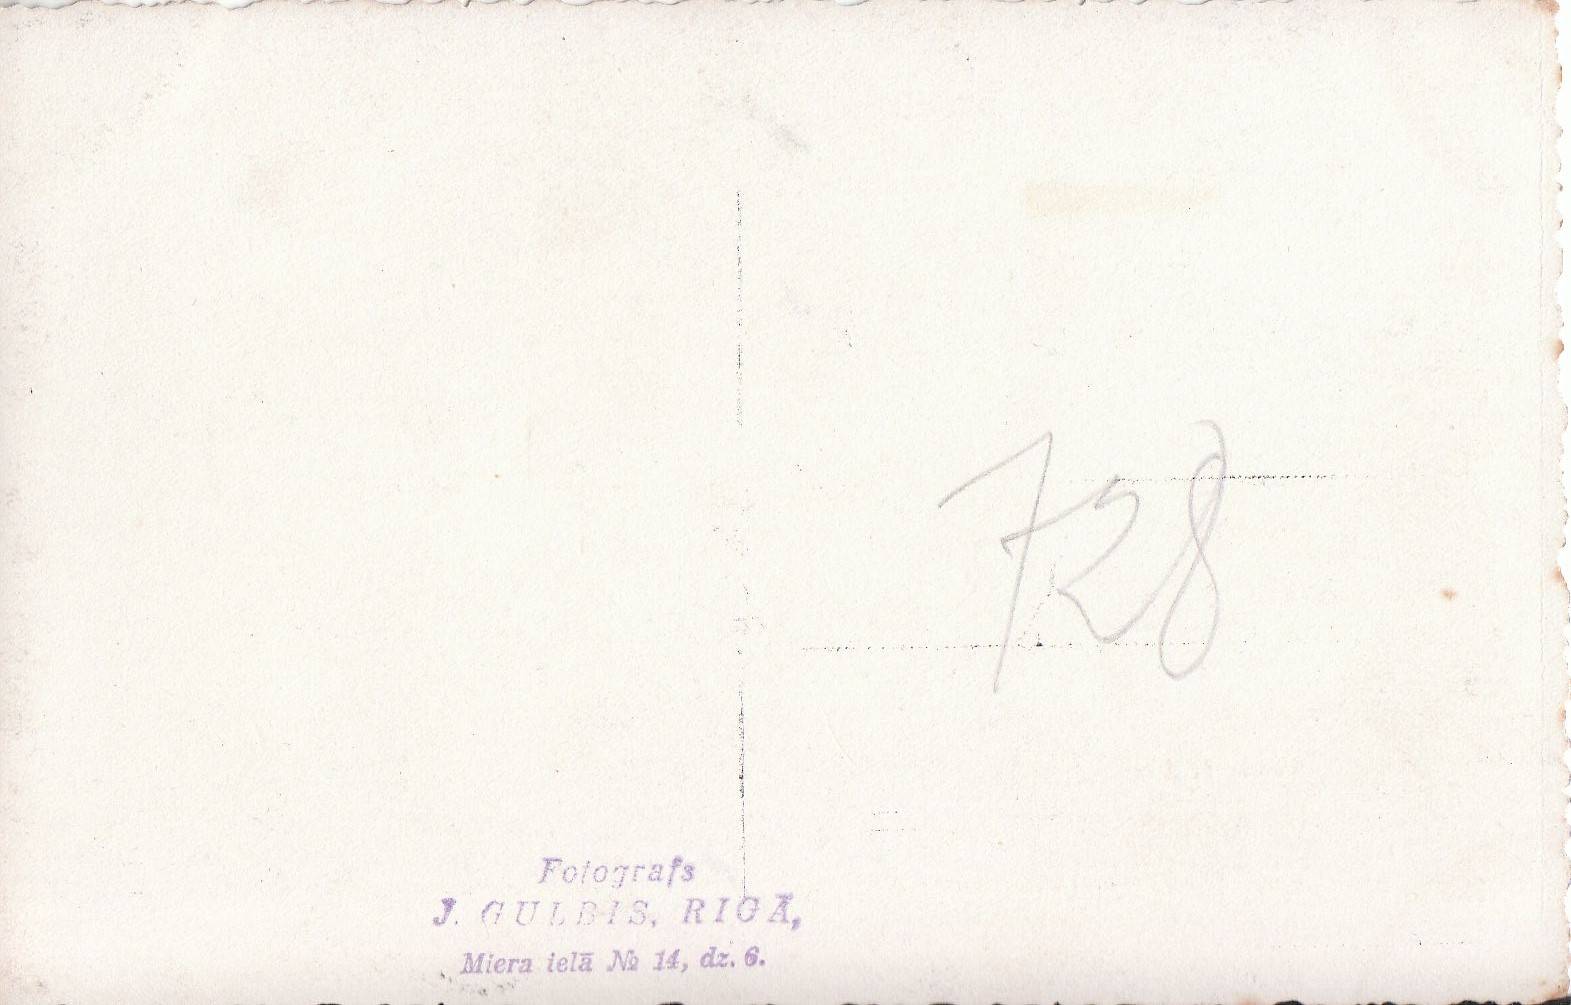 728
Fotografs
J. GULBIS, RIGĀ,
Miera ielā № 14, dz. 6.